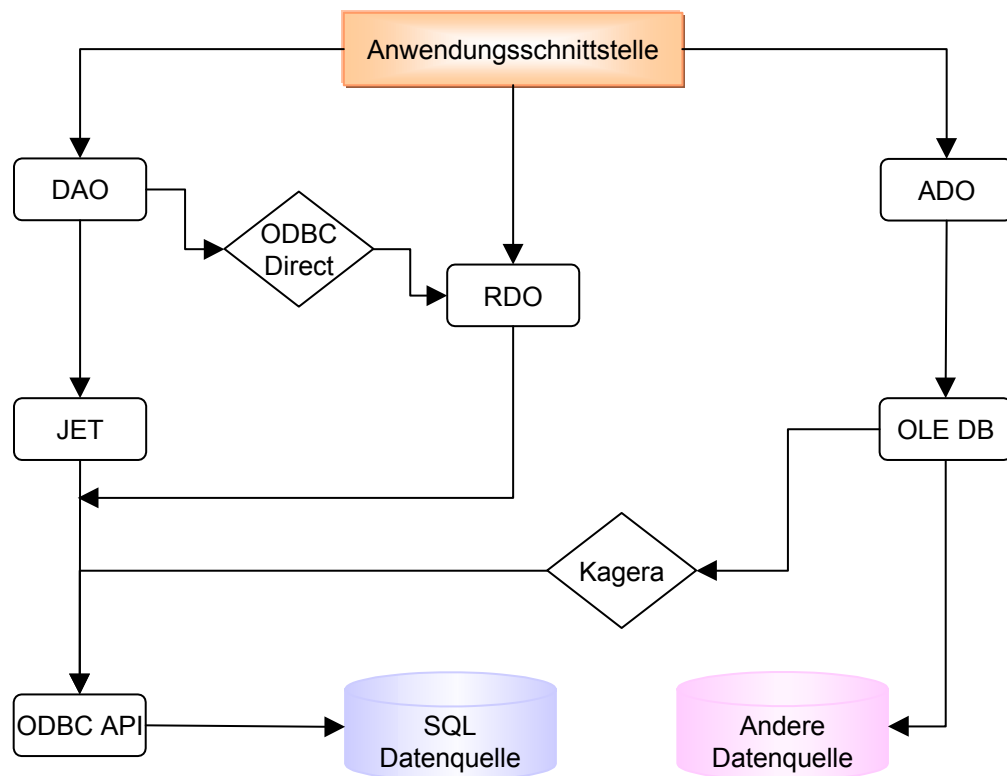 Anwendungsschnittstelle
DAO
ADO
ODBC
Direct
RDO
JET
OLE DB
Kagera
ODBC API
SQL
Datenquelle
Andere
Datenquelle